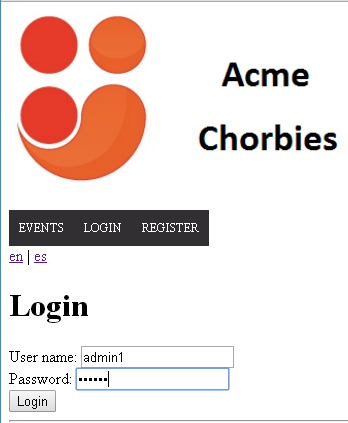 Acme
Chorbies
EVENTS LOGIN REGISTER
en | es
Login
User name: admin1
Password: ••••••
Login